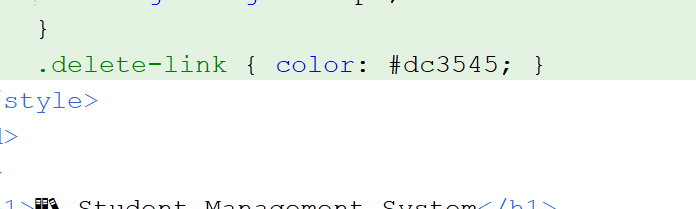 }
.delete-link { color: #dc3545; }
style>
>
Student Management System</h1>